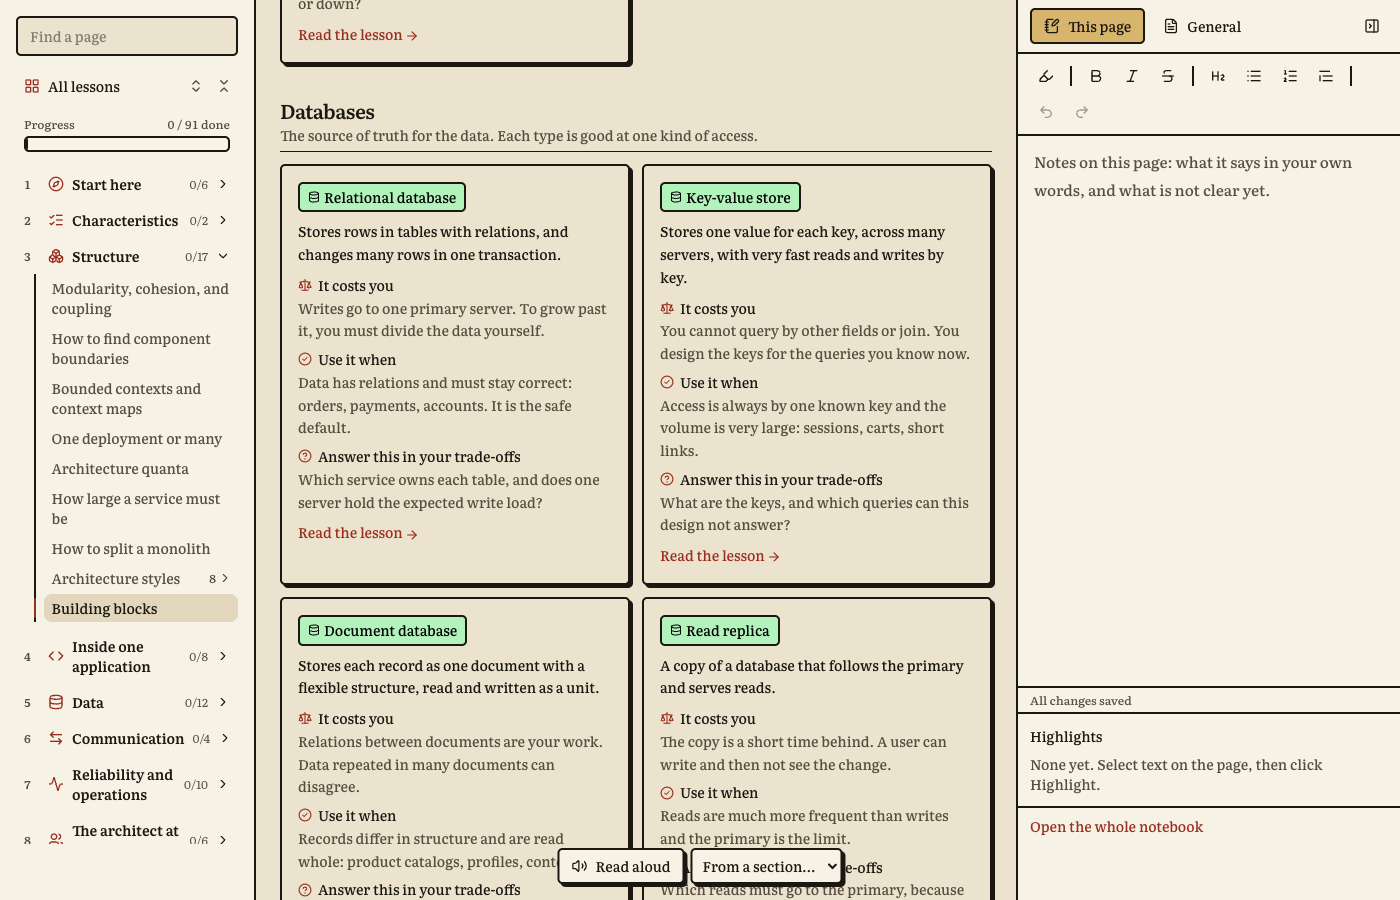 Find a page
All lessons
Progress 0 / 91 done
1 Start here 0/6
2 Characteristics 0/2
3 Structure 0/17
Modularity, cohesion, and
coupling
How to find component
boundaries
Bounded contexts and
context maps
One deployment or many
Architecture quanta
How large a service must
be
How to split a monolith
Architecture styles 8
Building blocks
4 Inside one
application 0/8
5 Data 0/12
6 Communication 0/4
7 Reliability and
operations 0/10
8 The architect at 0/6
or down?
Read the lesson →
Databases
The source of truth for the data. Each type is good at one kind of access.
Relational database
Stores rows in tables with relations, and
changes many rows in one transaction.
It costs you
Writes go to one primary server. To grow past
it, you must divide the data yourself.
Use it when
Data has relations and must stay correct:
orders, payments, accounts. It is the safe
default.
Answer this in your trade-offs
Which service owns each table, and does one
server hold the expected write load?
Read the lesson →
Key-value store
Stores one value for each key, across many
servers, with very fast reads and writes by
key.
It costs you
You cannot query by other fields or join. You
design the keys for the queries you know now.
Use it when
Access is always by one known key and the
volume is very large: sessions, carts, short
links.
Answer this in your trade-offs
What are the keys, and which queries can this
design not answer?
Read the lesson →
Document database
Stores each record as one document with a
flexible structure, read and written as a unit.
It costs you
Relations between documents are your work.
Data repeated in many documents can
disagree.
Use it when
Records differ in structure and are read
whole: product catalogs, profiles,
Answer this in your trade-offs
Read replica
A copy of a database that follows the primary
and serves reads.
It costs you
The copy is a short time behind. A user can
write and then not see the change.
Use it when
Reads are much more frequent than writes
and the primary is the limit.
e-offs
Which reads must go to the primary, because
Read aloud
From a section...
This page
General
B I S H2
Notes on this page: what it says in your own
words, and what is not clear yet.
All changes saved
Highlights
None yet. Select text on the page, then click
Highlight.
Open the whole notebook